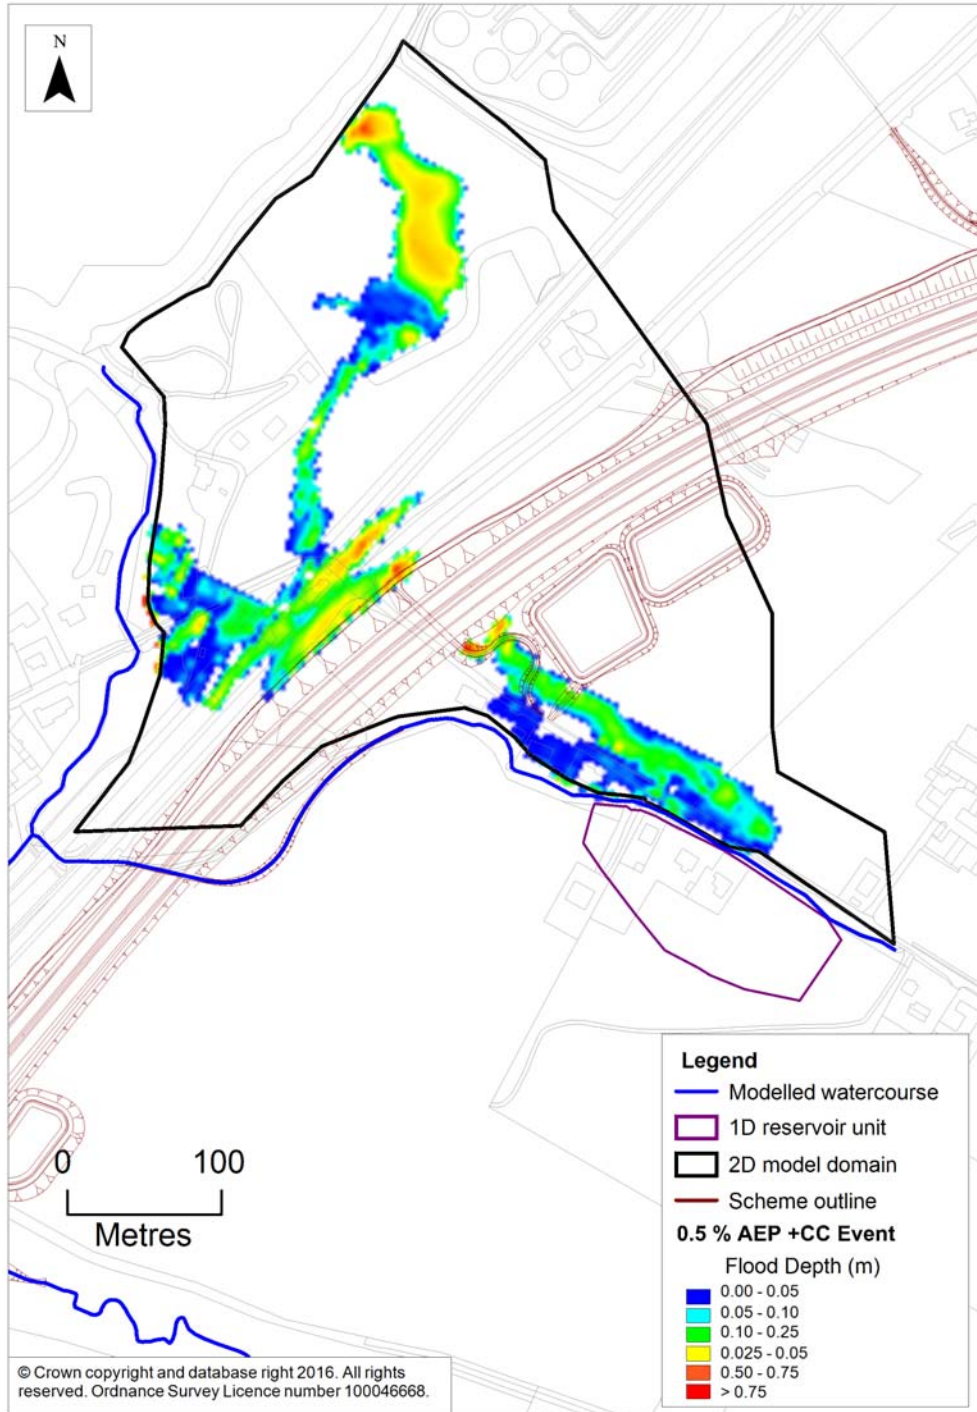 N
0 100
Metres
Legend
Modelled watercourse
1D reservoir unit
2D model domain
Scheme outline
0.5 % AEP +CC Event
Flood Depth (m)
0.00 - 0.05
0.05 - 0.10
0.10 - 0.25
0.025 - 0.05
0.50 - 0.75
> 0.75
© Crown copyright and database right 2016. All rights
reserved. Ordnance Survey Licence number 100046668.